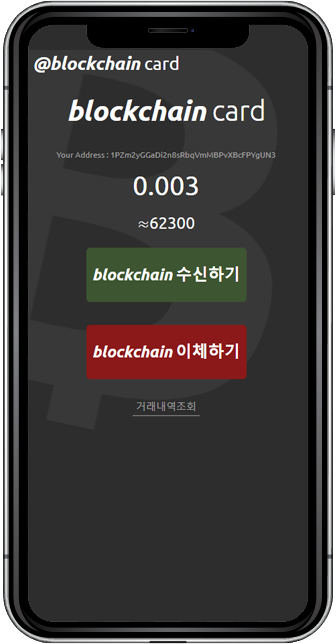 @blockchain card
blockchain card
Your Address : 1PZm2yGGaDi2n8sRbqVmMBPvXBcFPYgUN3
0.003
≈62300
blockchain 수신하기
blockchain 이체하기
거래내역조회